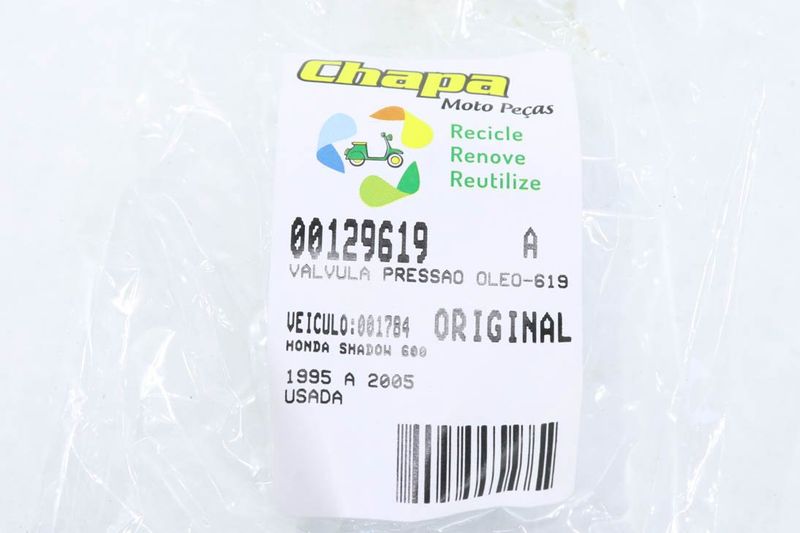 Chapa
Moto Peças
Recicle
Renove
Reutilize
00129619 A
VALVULA PRESSAO OLEO-619
VEICULO:001784 ORIGINAL
HONDA SHADOW 600
1995 A 2005
USADA